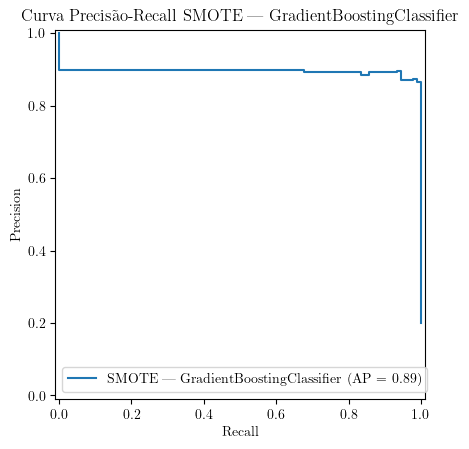 Curva Precisão-Recall SMOTE — GradientBoostingClassifier
1.0
0.8
0.6
0.4
0.2
0.0
Precision
SMOTE — GradientBoostingClassifier (AP = 0.89)
0.0 0.2 0.4 0.6 0.8 1.0
Recall